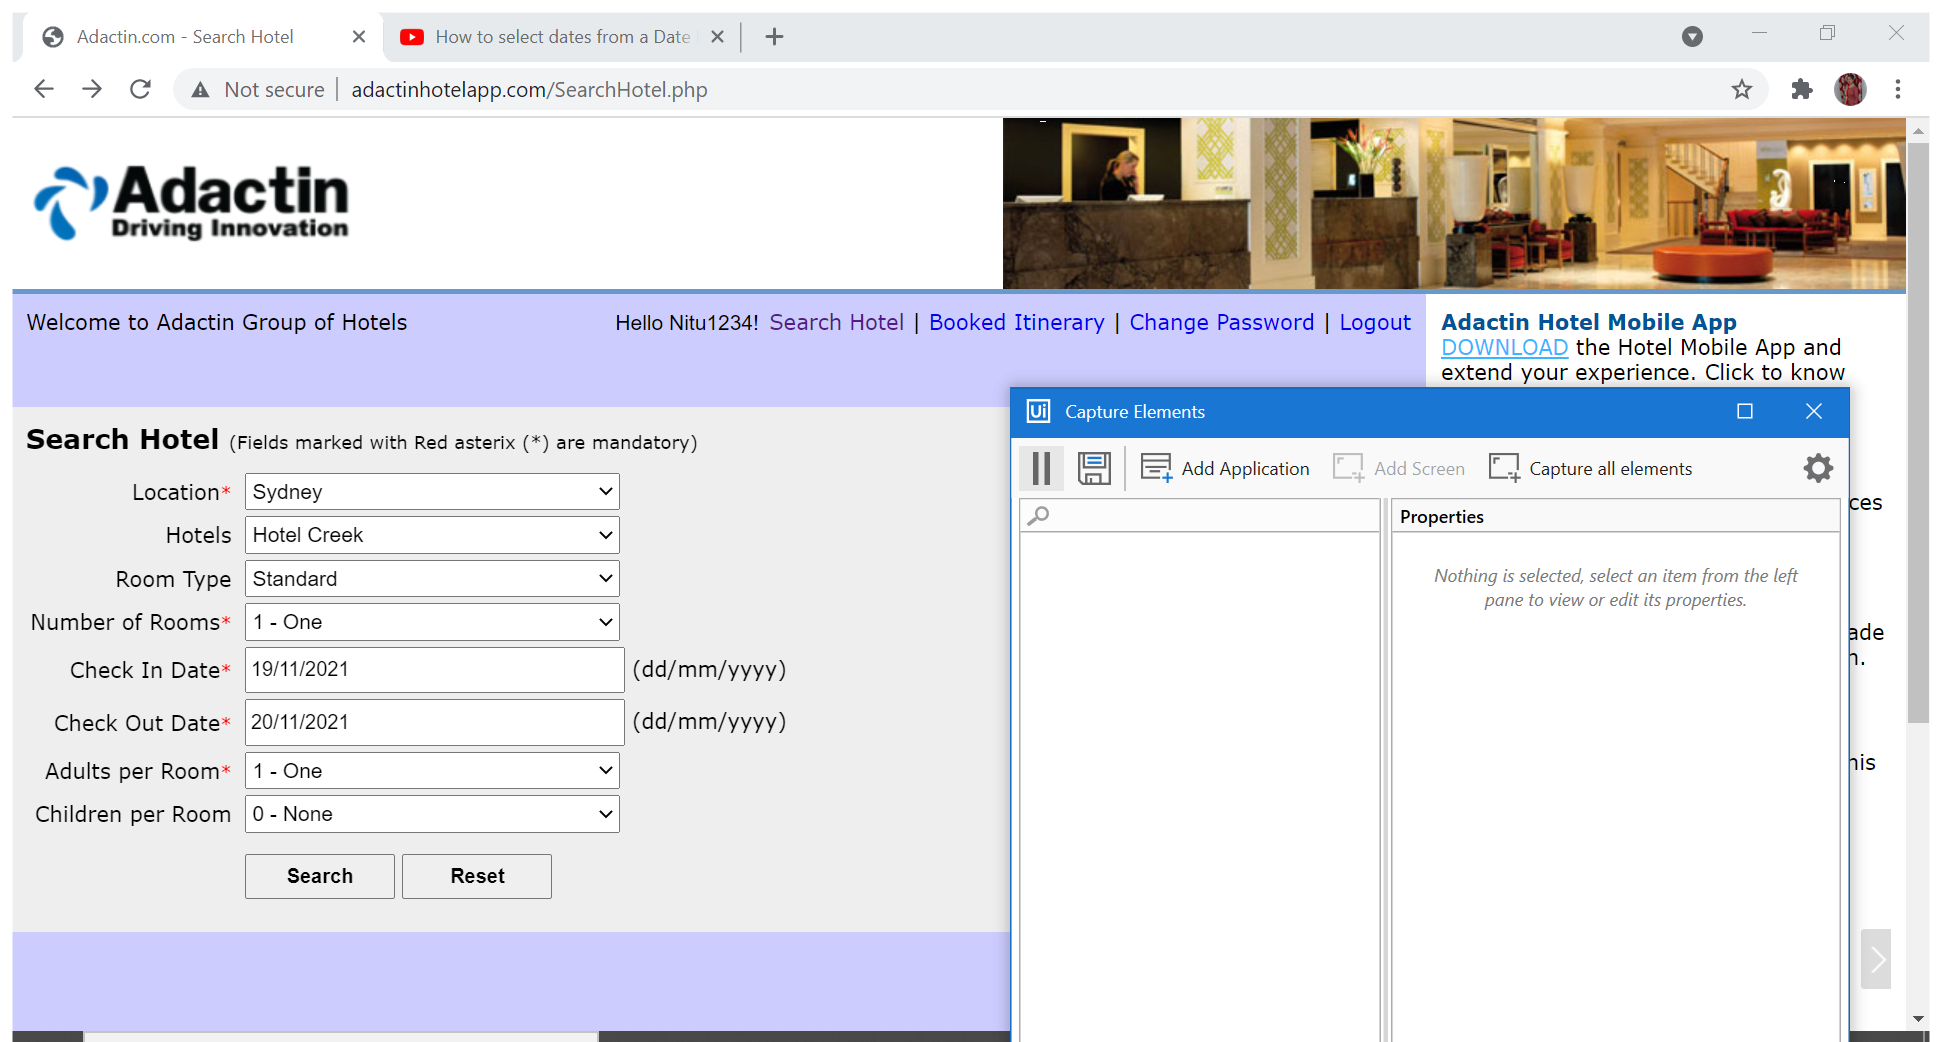 Adactin.com - Search Hotel
How to select dates from a Date
Not secure | adactinhotelapp.com/SearchHotel.php
Adactin
Driving Innovation
Welcome to Adactin Group of Hotels
Hello Nitu1234! Search Hotel | Booked Itinerary | Change Password | Logout
Adactin Hotel Mobile App
DOWNLOAD the Hotel Mobile App and
extend your experience. Click to know
Search Hotel (Fields marked with Red asterix (*) are mandatory)
Location* Sydney
Hotels Hotel Creek
Room Type Standard
Number of Rooms* 1 - One
Check In Date* 19/11/2021 (dd/mm/yyyy)
Check Out Date* 20/11/2021 (dd/mm/yyyy)
Adults per Room* 1 - One
Children per Room 0 - None
Search Reset
Ui Capture Elements
Add Application Add Screen Capture all elements
Properties
Nothing is selected, select an item from the left
pane to view or edit its properties.
ces
ade
n.
his